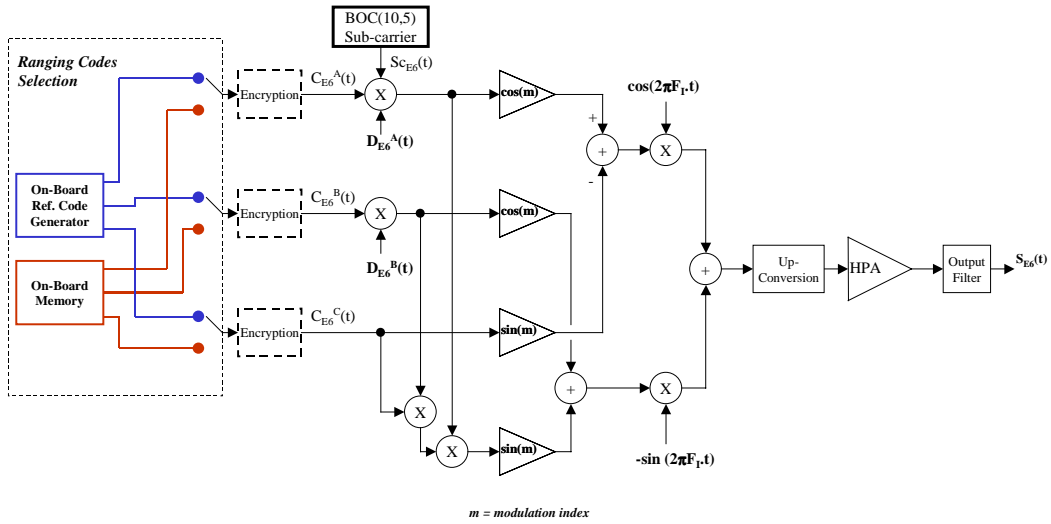 BOC(10,5)
Sub-carrier
Ranging Codes
Selection
Sc_E6(t)
C_E6^A(t)
Encryption
X
cos(m)
D_E6^A(t)
cos(2πF_I.t)
+
+
X
-
On-Board
Ref. Code
Generator
C_E6^B(t)
Encryption
X
cos(m)
D_E6^B(t)
On-Board
Memory
+
Up-
Conversion
HPA
Output
Filter
S_E6(t)
C_E6^C(t)
Encryption
sin(m)
+
X
X
X
sin(m)
-sin (2πF_I.t)
m = modulation index